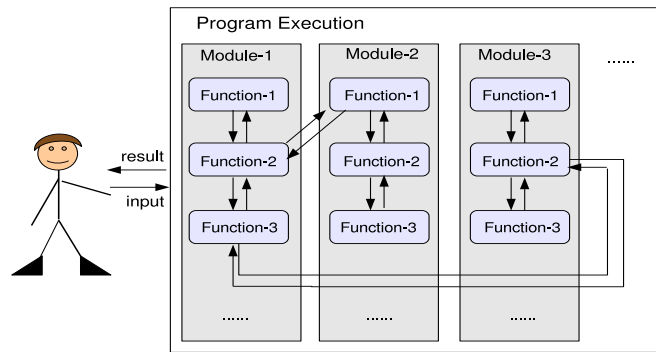 Program Execution
Module-1
Function-1
Function-2
Function-3
......
Module-2
Function-1
Function-2
Function-3
......
Module-3
Function-1
Function-2
Function-3
......
......
result
input